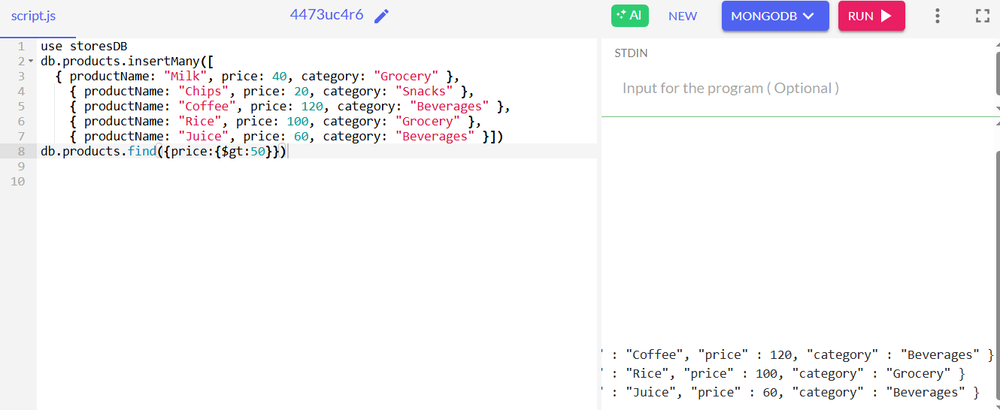 script.js
4473uc4r6
AI
NEW
MONGODB
RUN
1 use storesDB
2 db.products.insertMany([
3 { productName: "Milk", price: 40, category: "Grocery" },
4 { productName: "Chips", price: 20, category: "Snacks" },
5 { productName: "Coffee", price: 120, category: "Beverages" },
6 { productName: "Rice", price: 100, category: "Grocery" },
7 { productName: "Juice", price: 60, category: "Beverages" }])
8 db.products.find({price:{$gt:50}})
9
10
STDIN
Input for the program ( Optional )
" : "Coffee", "price" : 120, "category" : "Beverages" }
" : "Rice", "price" : 100, "category" : "Grocery" }
" : "Juice", "price" : 60, "category" : "Beverages" }